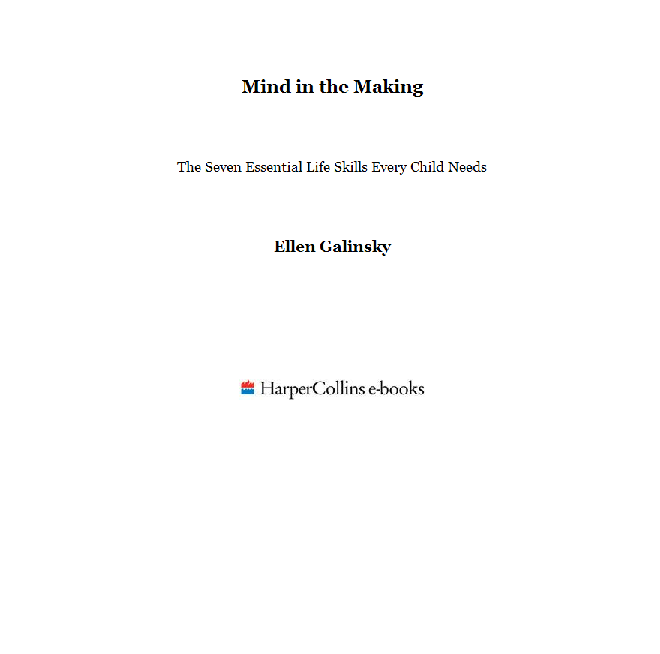 Mind in the Making
The Seven Essential Life Skills Every Child Needs
Ellen Galinsky
HarperCollins e-books